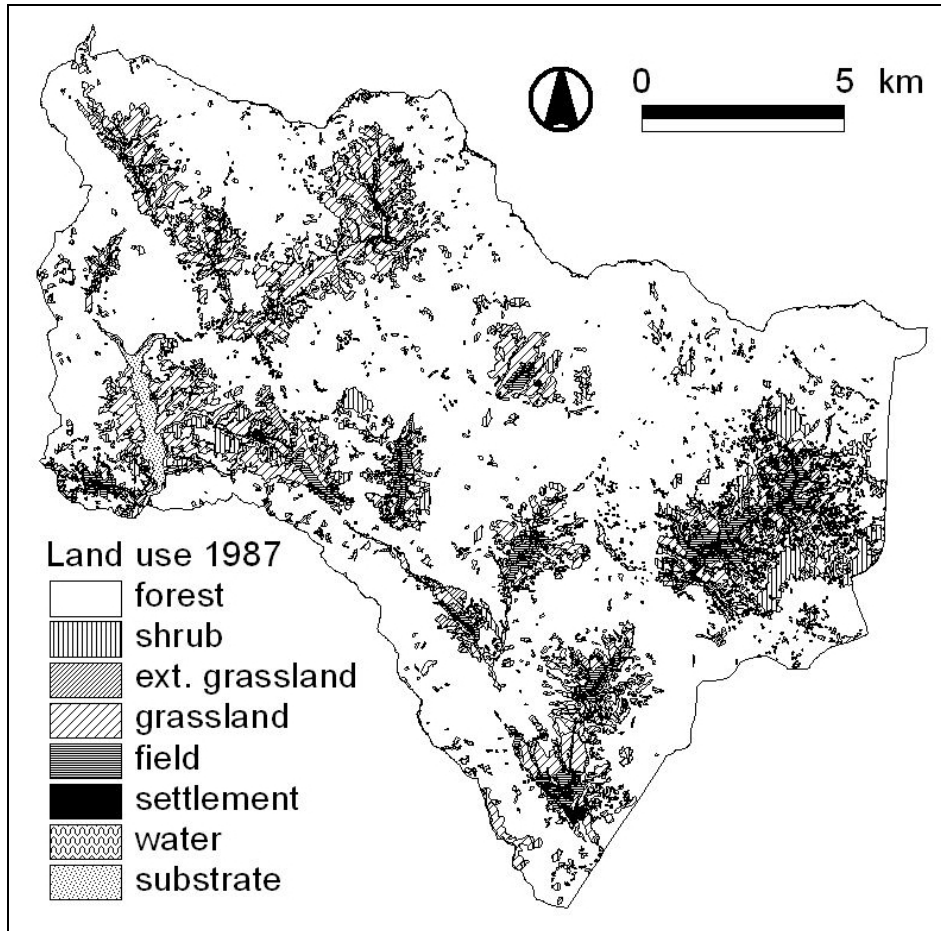 0 5 km
Land use 1987
forest
shrub
ext. grassland
grassland
field
settlement
water
substrate